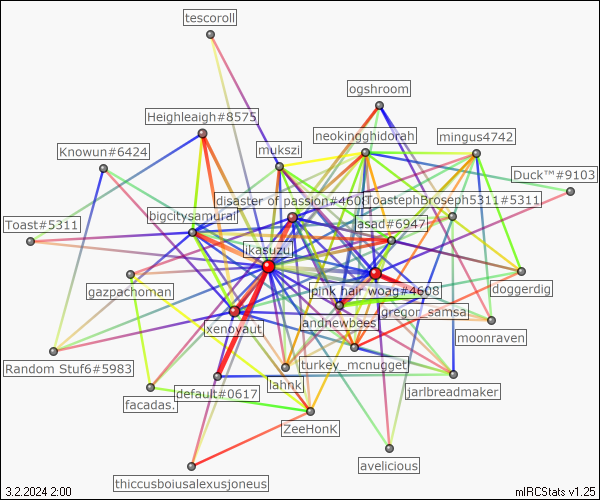 tescoroll
ogshroom
Heighleaigh#8575
neokingghidorah
mingus4742
mukszi
Knowun#6424
Duck™#9103
disaster of passion#4608
ToastephBroseph5311#5311
bigcitysamurai
Toast#5311
asad#6947
ikasuzu
gazpachoman
pink hair woag#4608
doggerdig
andnewbees
gregor_samsa
xenovaut
moonraven
Random Stuf6#5983
turkey_mcnugget
lahnk
default#0617
jarlbreadmaker
facadas.
ZeeHonK
avelicious
thiccusboiusalexusjoneus
3.2.2024 2:00
mIRCStats v1.25